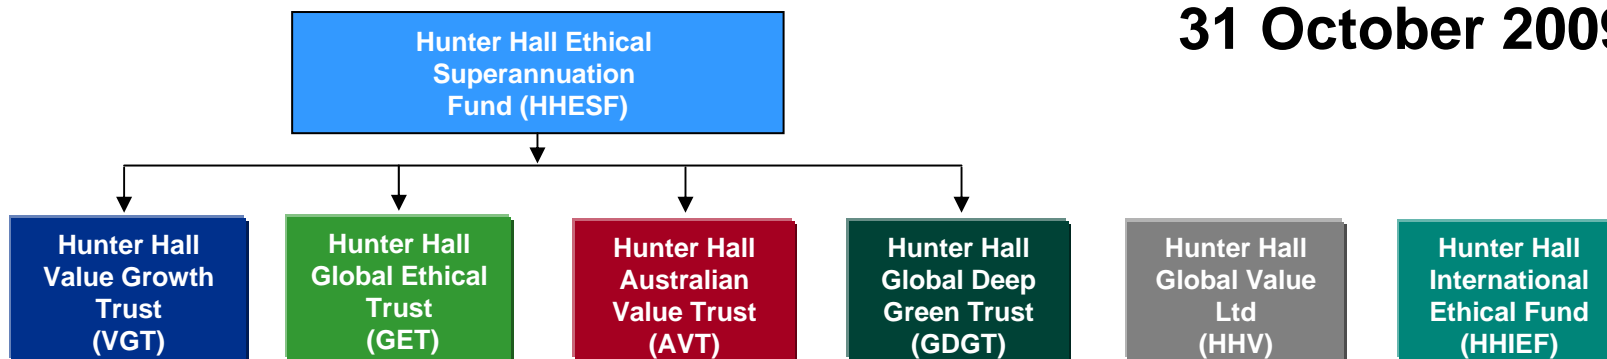 31 October 2009
Hunter Hall Ethical
Superannuation
Fund (HHESF)
Hunter Hall
Value Growth
Trust
(VGT)
Hunter Hall
Global Ethical
Trust
(GET)
Hunter Hall
Australian
Value Trust
(AVT)
Hunter Hall
Global Deep
Green Trust
(GDGT)
Hunter Hall
Global Value
Ltd
(HHV)
Hunter Hall
International
Ethical Fund
(HHIEF)